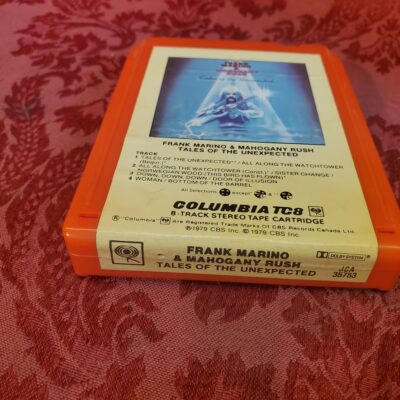 FRANK MARINO & MAHOGANY RUSH
TALES OF THE UNEXPECTED
TRACK
1 TALES OF THE UNEXPECTED** / ALL ALONG THE WATCHTOWER
(Begin.)*
2 ALL ALONG THE WATCHTOWER (Concl.)* / SISTER CHANGE /
NORWEGIAN WOOD (THIS BIRD HAS FLOWN)*
3 DOWN, DOWN, DOWN / DOOR OF ILLUSION
4 WOMAN / BOTTOM OF THE BARREL
All Selections except * & **
COLUMBIA TC8
8-TRACK STEREO TAPE CARTRIDGE
® "Columbia", Are Registered Trade Marks Of CBS Records Canada Ltd.
©1979 CBS Inc. ℗1979 CBS Inc.
FRANK MARINO
& MAHOGANY RUSH
TALES OF THE UNEXPECTED
DOLBY SYSTEM
JCA
35753